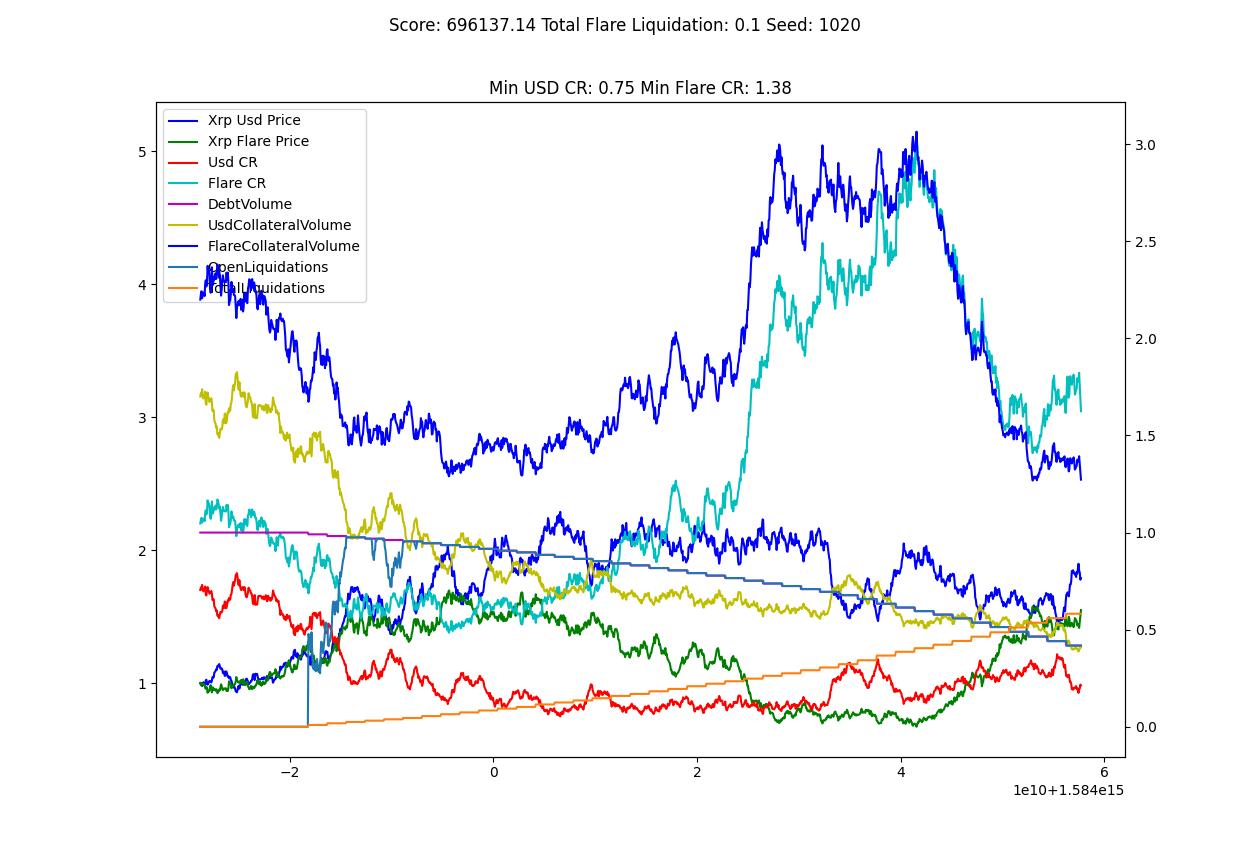 Score: 696137.14 Total Flare Liquidation: 0.1 Seed: 1020
Min USD CR: 0.75 Min Flare CR: 1.38
Xrp Usd Price
Xrp Flare Price
Usd CR
Flare CR
DebtVolume
UsdCollateralVolume
FlareCollateralVolume
OpenLiquidations
TotalLiquidations
5
4
3
2
1
3.0
2.5
2.0
1.5
1.0
0.5
0.0
−2
0
2
4
6
1e10+1.584e15